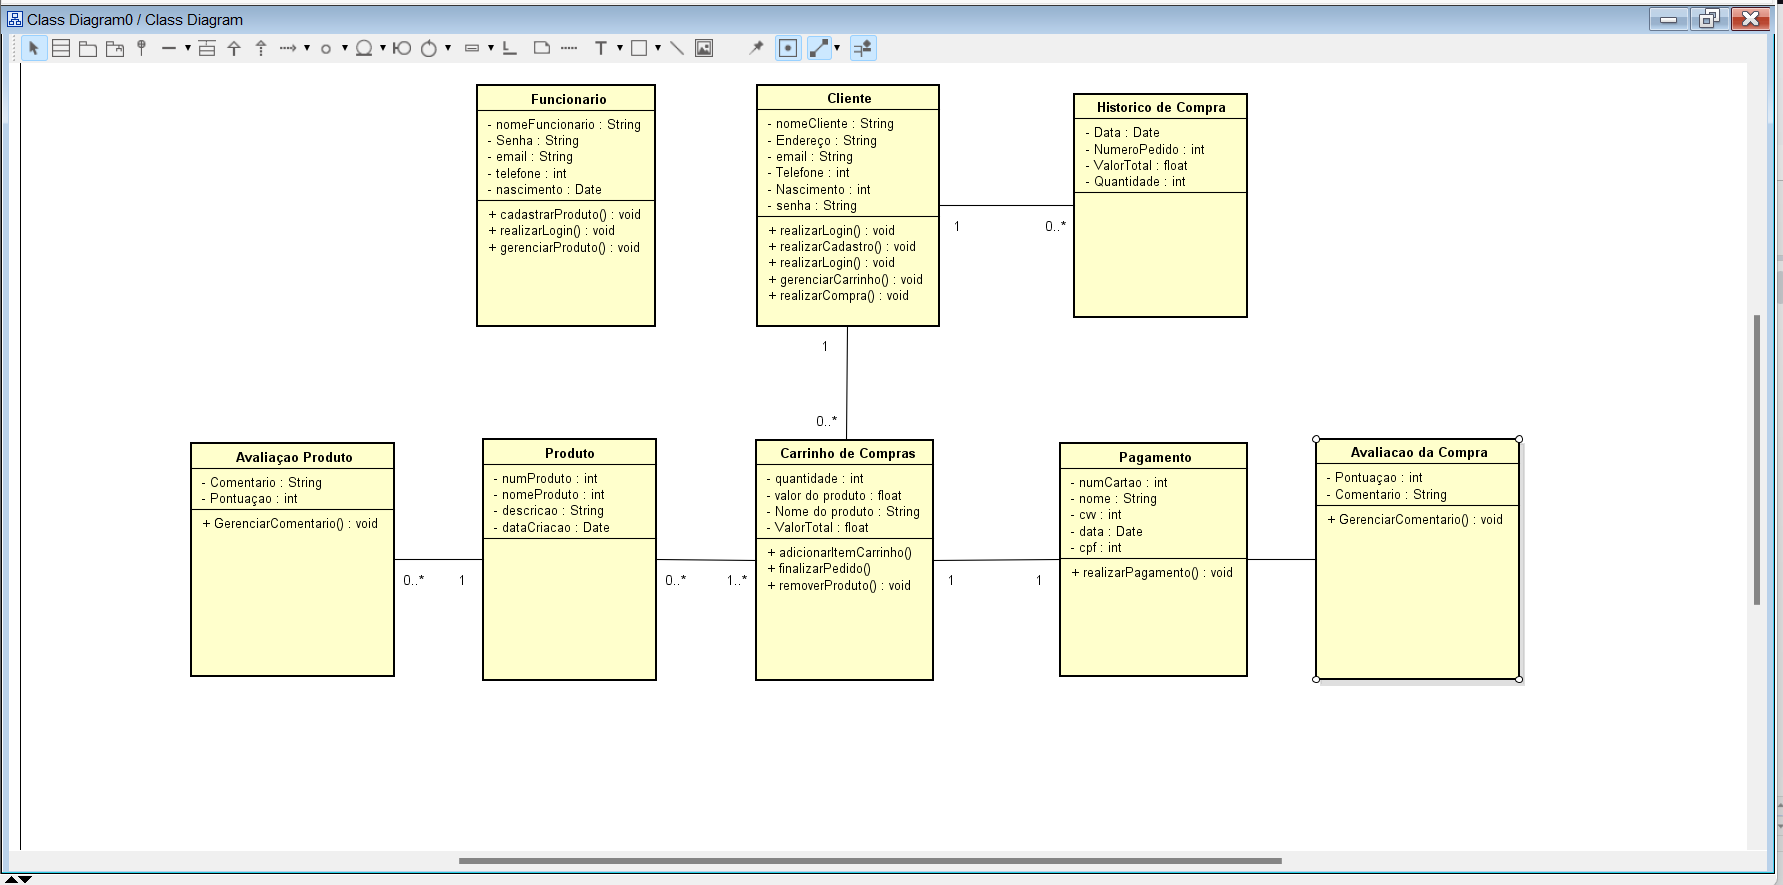 Class Diagram0 / Class Diagram
Funcionário
- nomeFuncionario : String
- Senha : String
- email : String
- telefone : int
- nascimento : Date
+ cadastrarProduto() : void
+ realizarLogin() : void
+ gerenciarProduto() : void
Cliente
- nomeCliente : String
- Endereço : String
- email : String
- Telefone : int
- Nascimento : int
- senha : String
+ realizarLogin() : void
+ realizarCadastro() : void
+ realizarLogin() : void
+ gerenciarCarrinho() : void
+ realizarCompra() : void
Historico de Compra
- Data : Date
- NumeroPedido : int
- ValorTotal : float
- Quantidade : int
1
0..*
1
0..*
Avaliaçao Produto
- Comentario : String
- Pontuaçao : int
+ GerenciarComentario() : void
0..*
1
Produto
- numProduto : int
- nomeProduto : int
- descricao : String
- dataCriacao : Date
0..*
1..*
Carrinho de Compras
- quantidade : int
- valor do produto : float
- Nome do produto : String
- ValorTotal : float
+ adicionarItemCarrinho()
+ finalizarPedido()
+ removerProduto() : void
1
1
Pagamento
- numCartao : int
- nome : String
- cvv : int
- data : Date
- cpf : int
+ realizarPagamento() : void
Avaliacao da Compra
- Pontuaçao : int
- Comentario : String
+ GerenciarComentario() : void